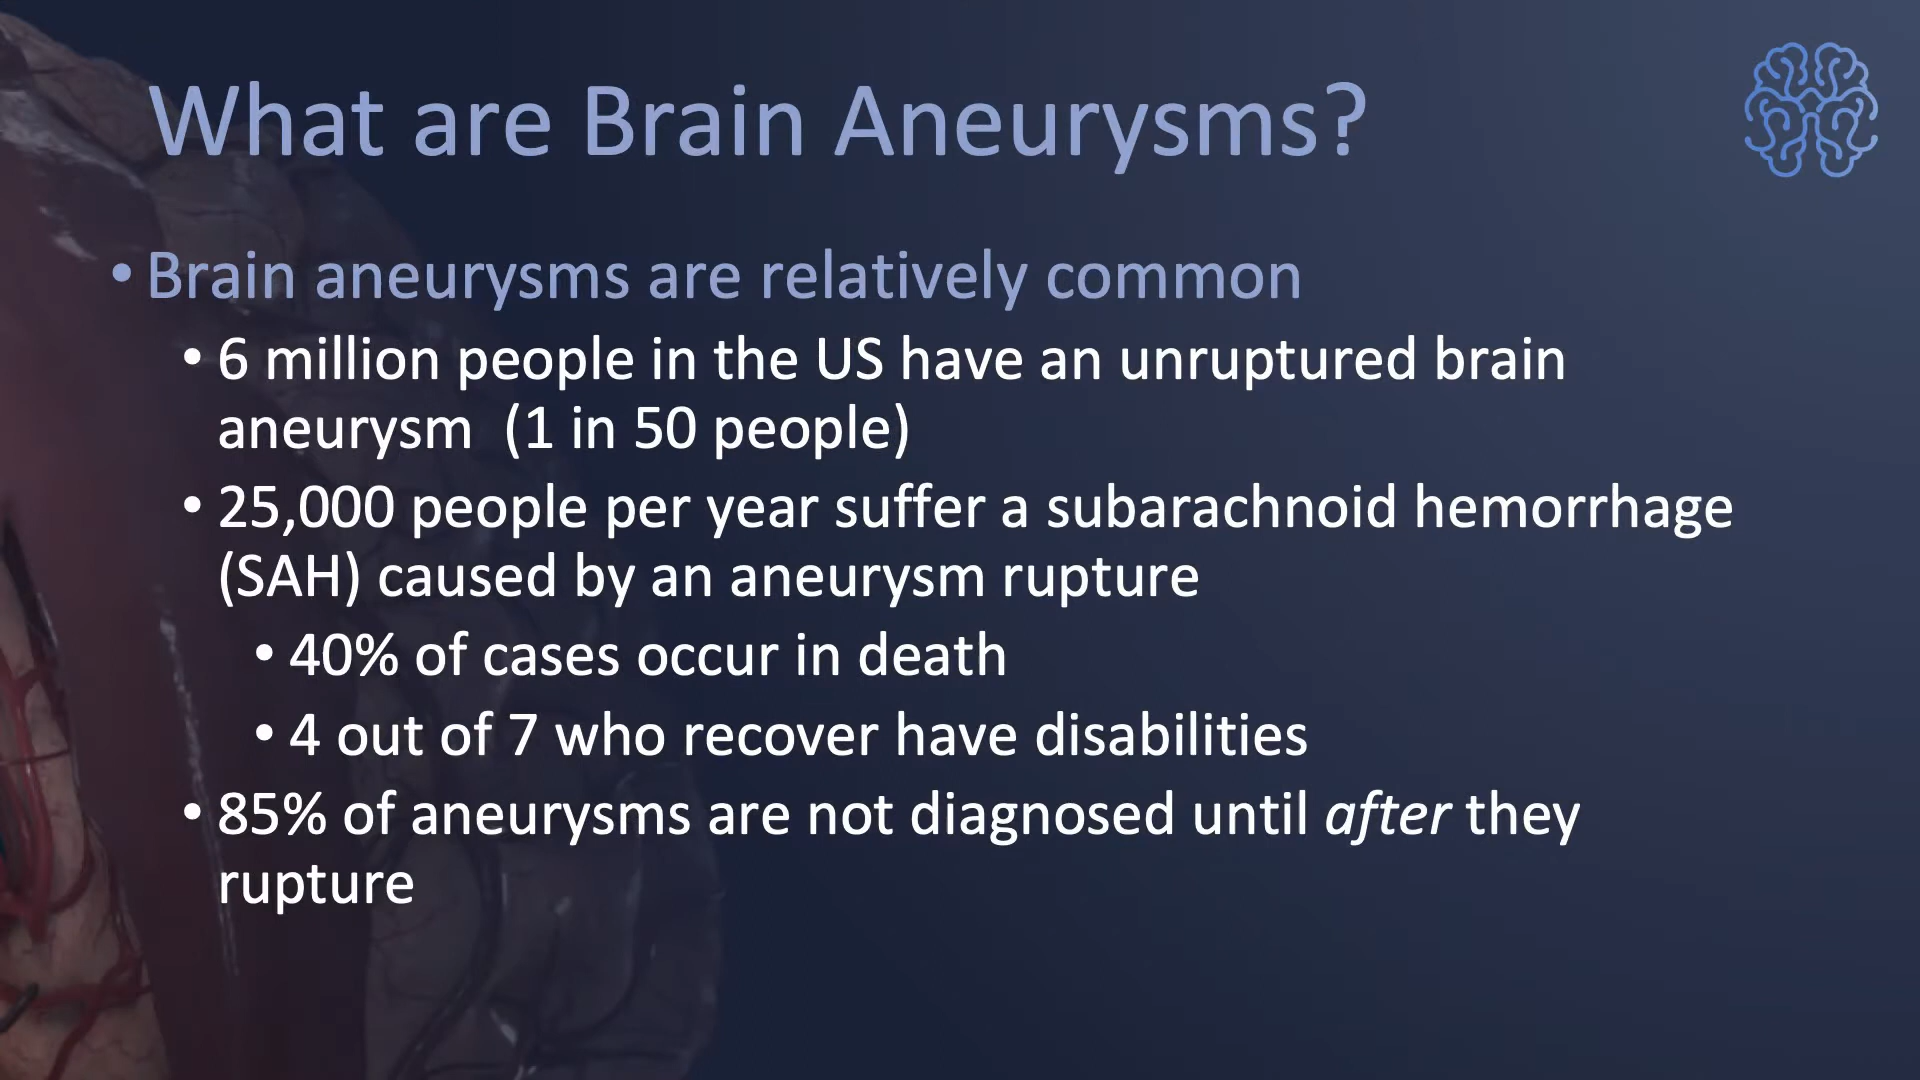 What are Brain Aneurysms?
• Brain aneurysms are relatively common
• 6 million people in the US have an unruptured brain
aneurysm  (1 in 50 people)
• 25,000 people per year suffer a subarachnoid hemorrhage
(SAH) caused by an aneurysm rupture
• 40% of cases occur in death
• 4 out of 7 who recover have disabilities
• 85% of aneurysms are not diagnosed until after they
rupture